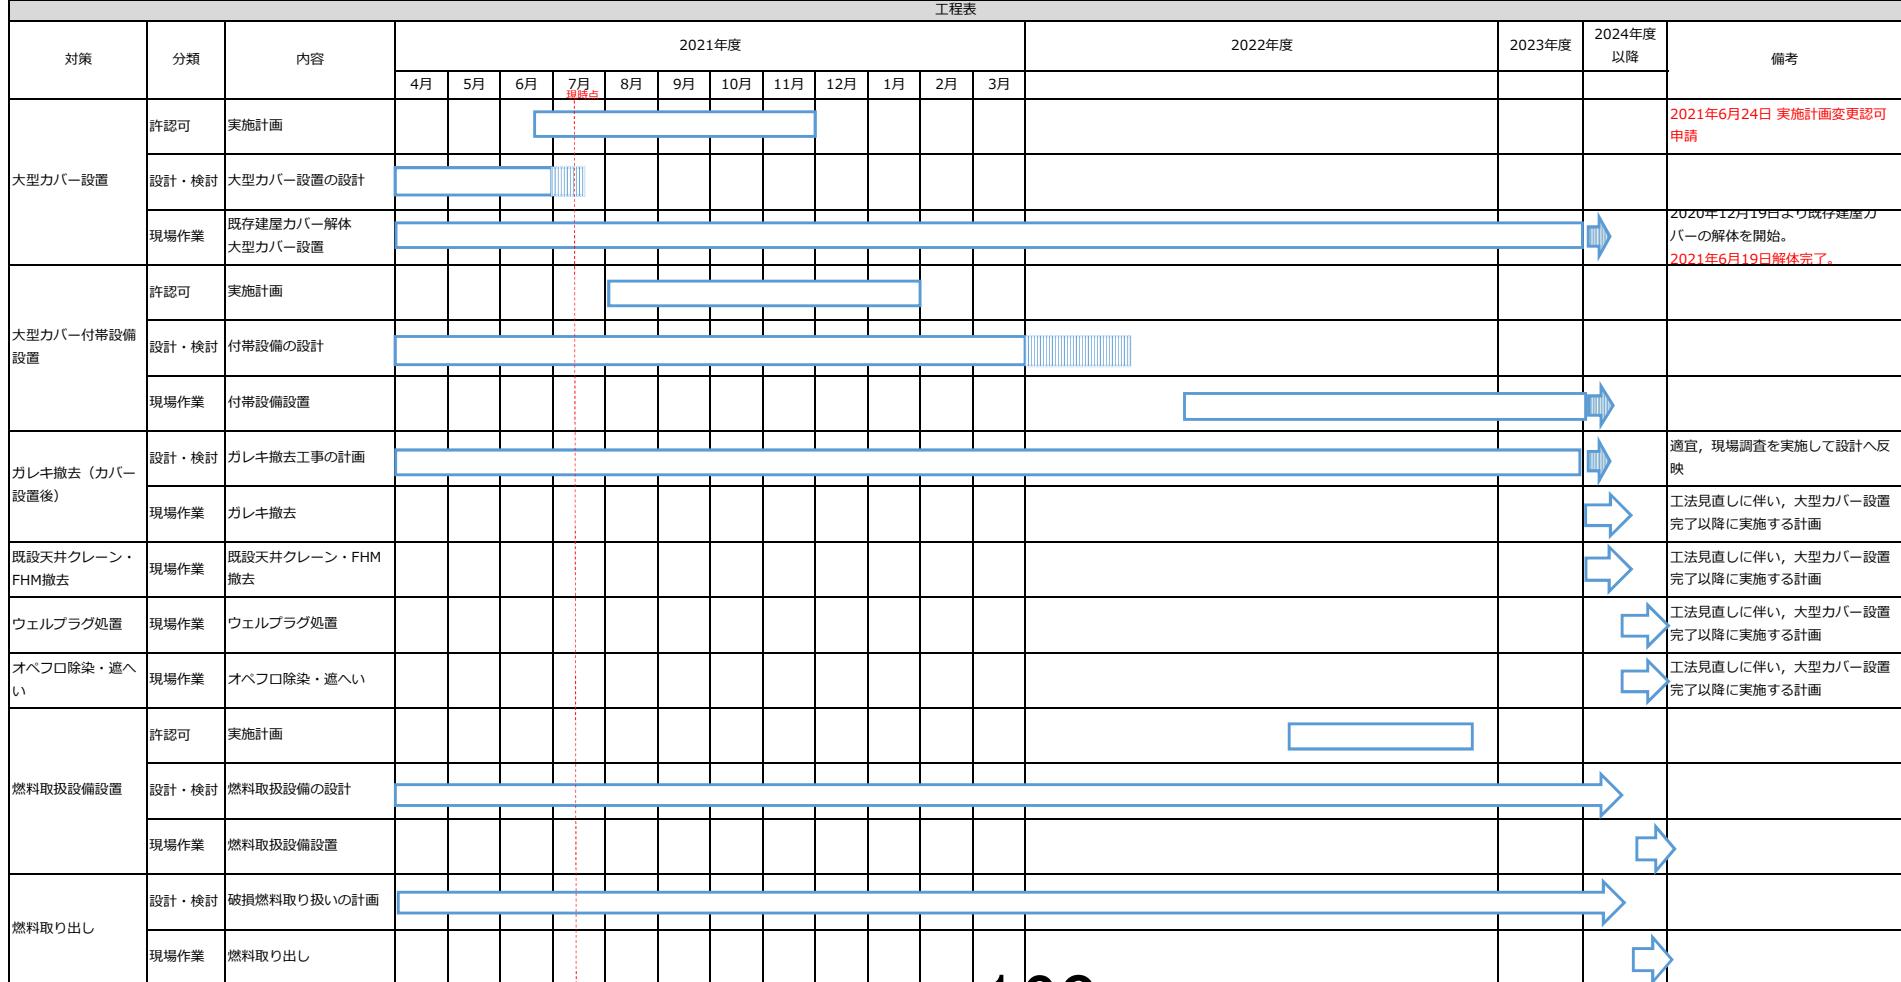 工程表
対策
分類
内容
2021年度
2022年度
2023年度
2024年度
以降
備考
4月
5月
6月
7月
8月
9月
10月
11月
12月
1月
2月
3月
現時点
大型カバー設置
許認可
実施計画
2021年6月24日 実施計画変更認可
申請
設計・検討
大型カバー設置の設計
現場作業
既存建屋カバー解体
大型カバー設置
2020年12月19日より既存建屋カ
バーの解体を開始。
2021年6月19日解体完了。
大型カバー付帯設備
設置
許認可
実施計画
設計・検討
付帯設備の設計
現場作業
付帯設備設置
ガレキ撤去（カバー
設置後）
設計・検討
ガレキ撤去工事の計画
適宜，現場調査を実施して設計へ反
映
現場作業
ガレキ撤去
工法見直しに伴い，大型カバー設置
完了以降に実施する計画
既設天井クレーン・
FHM撤去
現場作業
既設天井クレーン・FHM
撤去
工法見直しに伴い，大型カバー設置
完了以降に実施する計画
ウェルプラグ処置
現場作業
ウェルプラグ処置
工法見直しに伴い，大型カバー設置
完了以降に実施する計画
オペフロ除染・遮へ
い
現場作業
オペフロ除染・遮へい
工法見直しに伴い，大型カバー設置
完了以降に実施する計画
燃料取扱設備設置
許認可
実施計画
設計・検討
燃料取扱設備の設計
現場作業
燃料取扱設備設置
燃料取り出し
設計・検討
破損燃料取り扱いの計画
現場作業
燃料取り出し